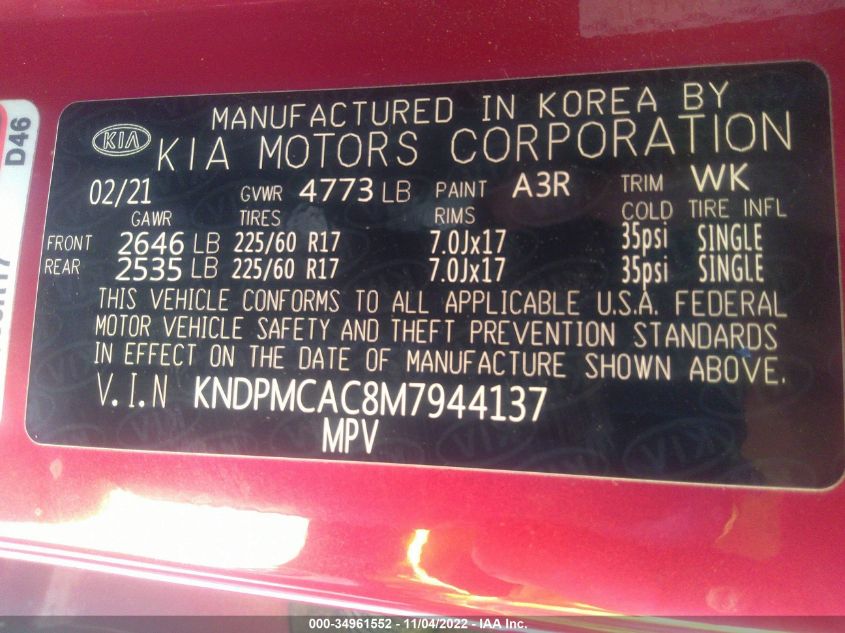 MANUFACTURED IN KOREA BY
KIA KIA MOTORS CORPORATION
02/21 GVWR 4773 LB PAINT A3R TRIM WK
GAWR TIRES RIMS COLD TIRE INFL
FRONT 2646 LB 225/60 R17 7.0Jx17 35psi SINGLE
REAR 2535 LB 225/60 R17 7.0Jx17 35psi SINGLE
THIS VEHICLE CONFORMS TO ALL APPLICABLE U.S.A. FEDERAL
MOTOR VEHICLE SAFETY AND THEFT PREVENTION STANDARDS
IN EFFECT ON THE DATE OF MANUFACTURE SHOWN ABOVE.
V.I.N KNDPMCAC8M7944137
MPV
D46
000-34961552 - 11/04/2022 - KNDPMCAC8M7944137